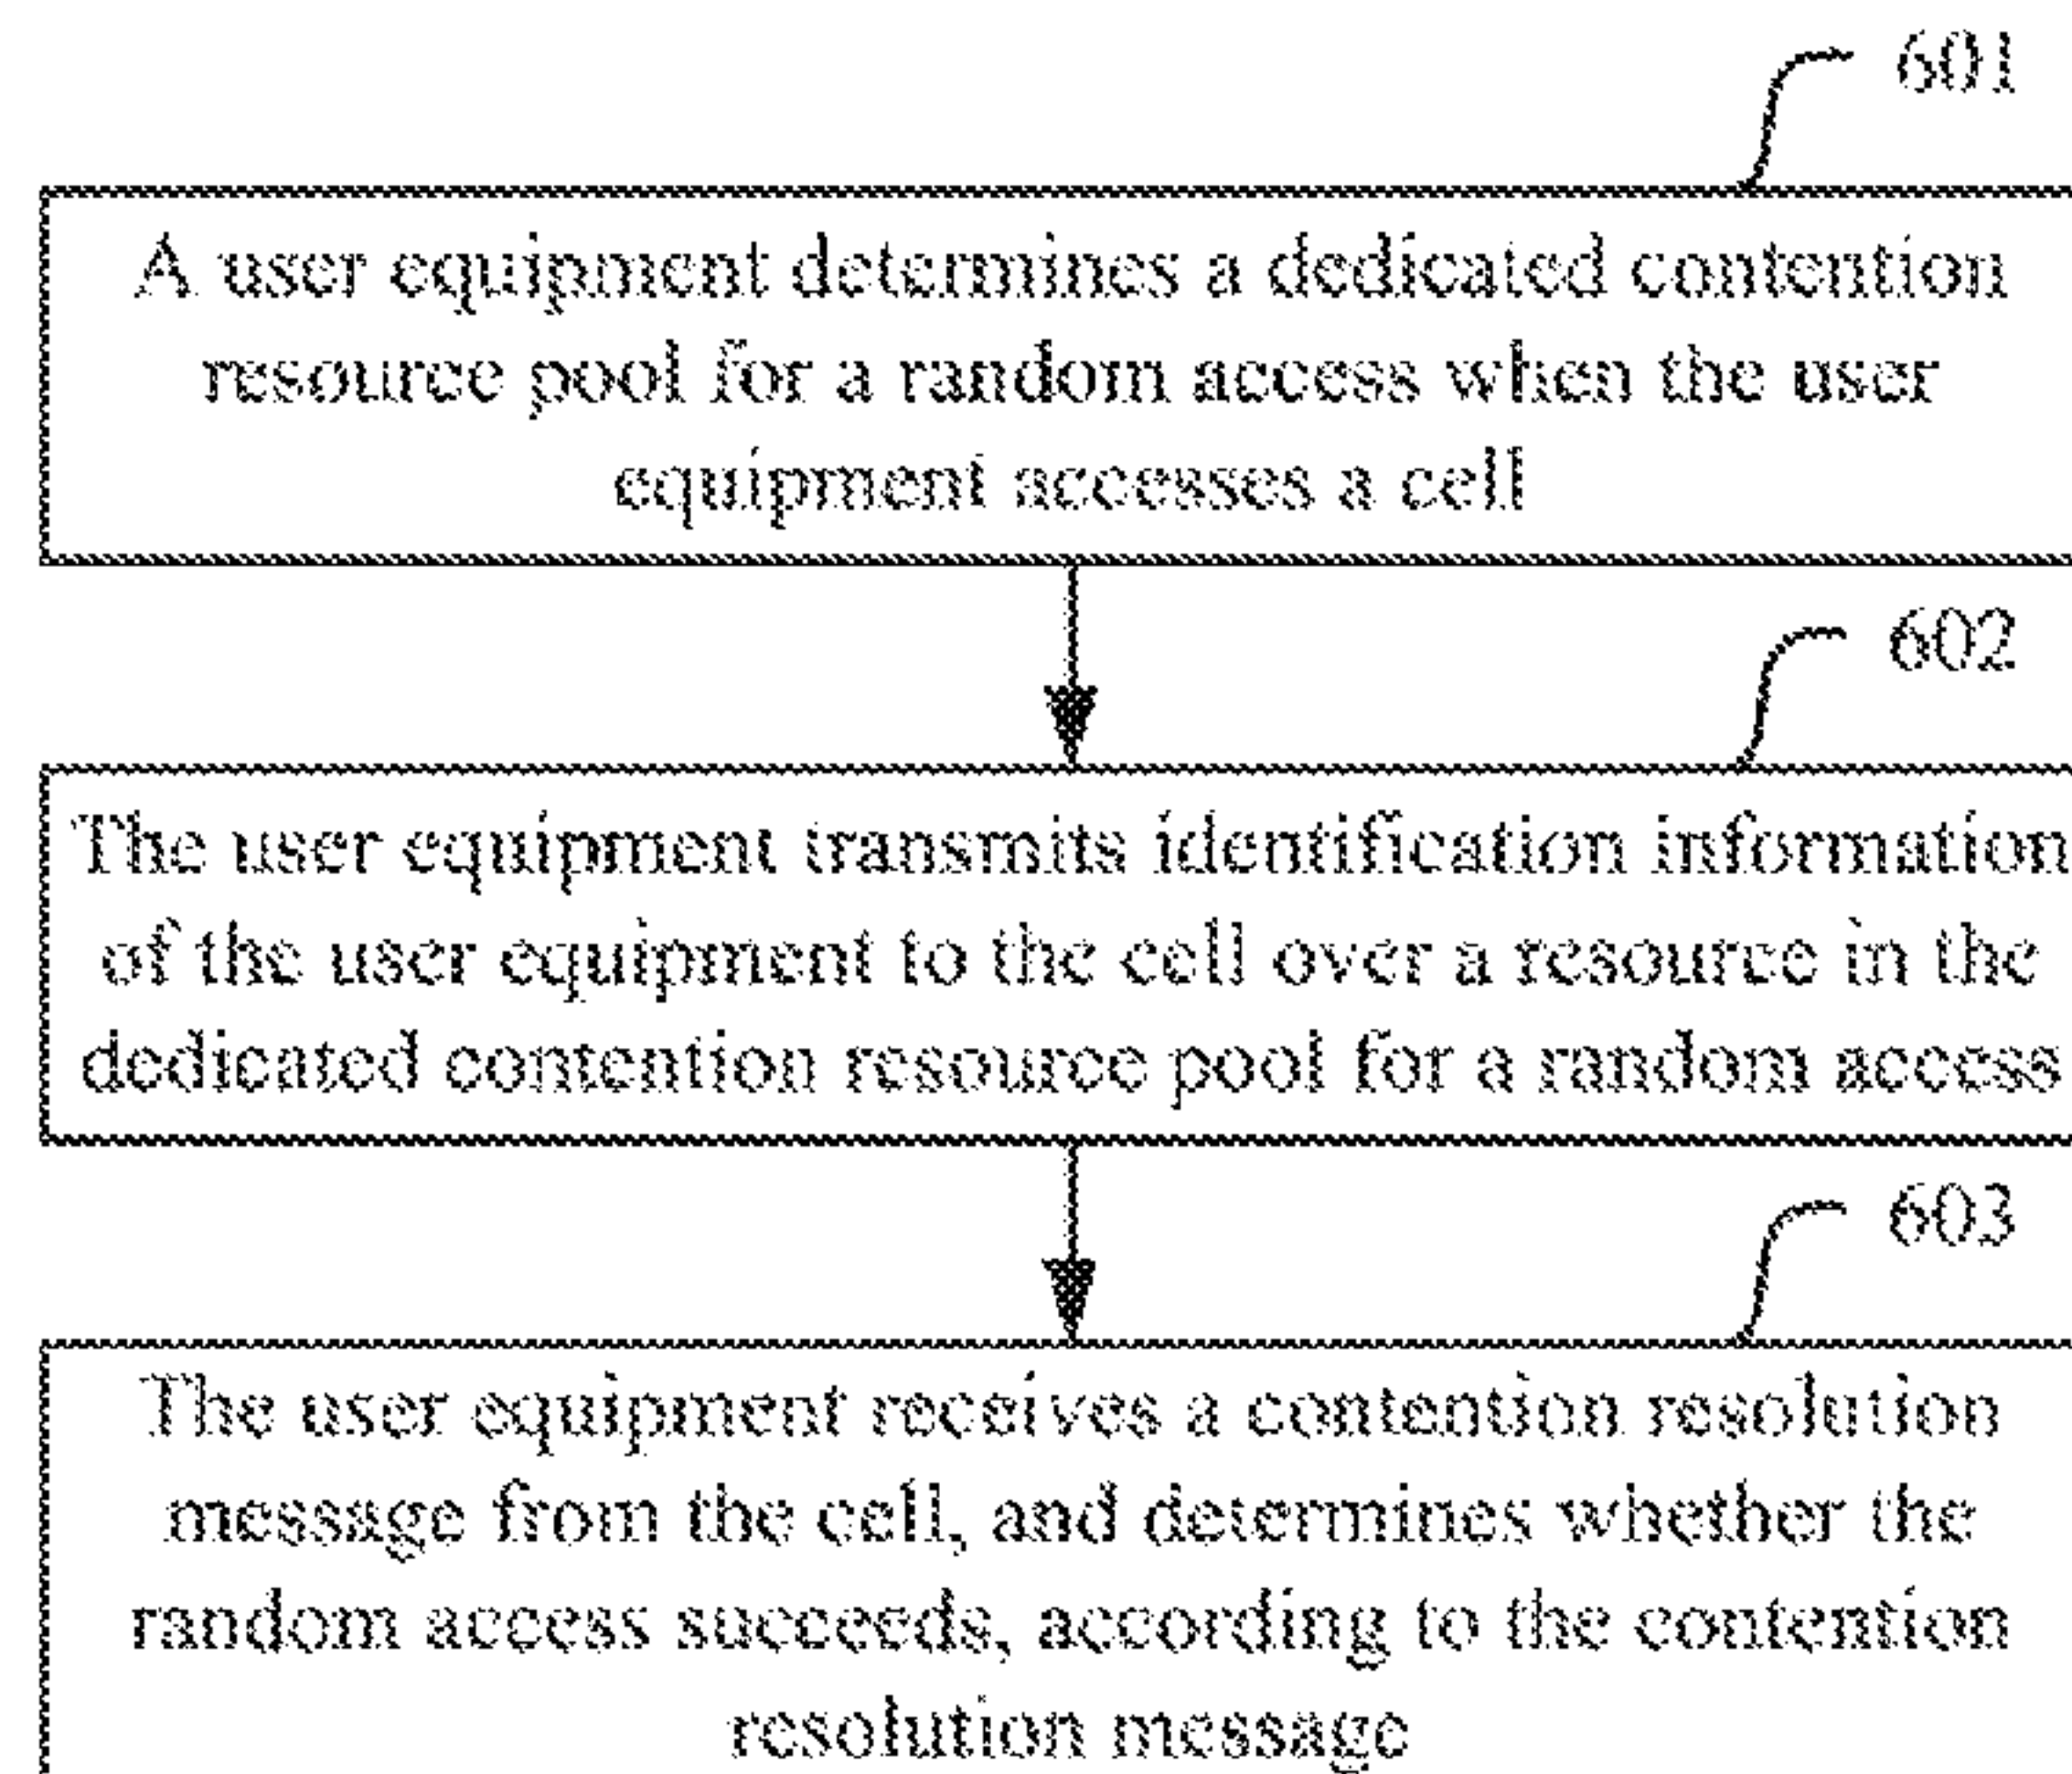 601
A user equipment determines a dedicated contention
resource pool for a random access when the user
equipment accesses a cell
602
The user equipment transmits identification information
of the user equipment to the cell over a resource in the
dedicated contention resource pool for a random access
603
The user equipment receives a contention resolution
message from the cell, and determines whether the
random access succeeds, according to the contention
resolution message